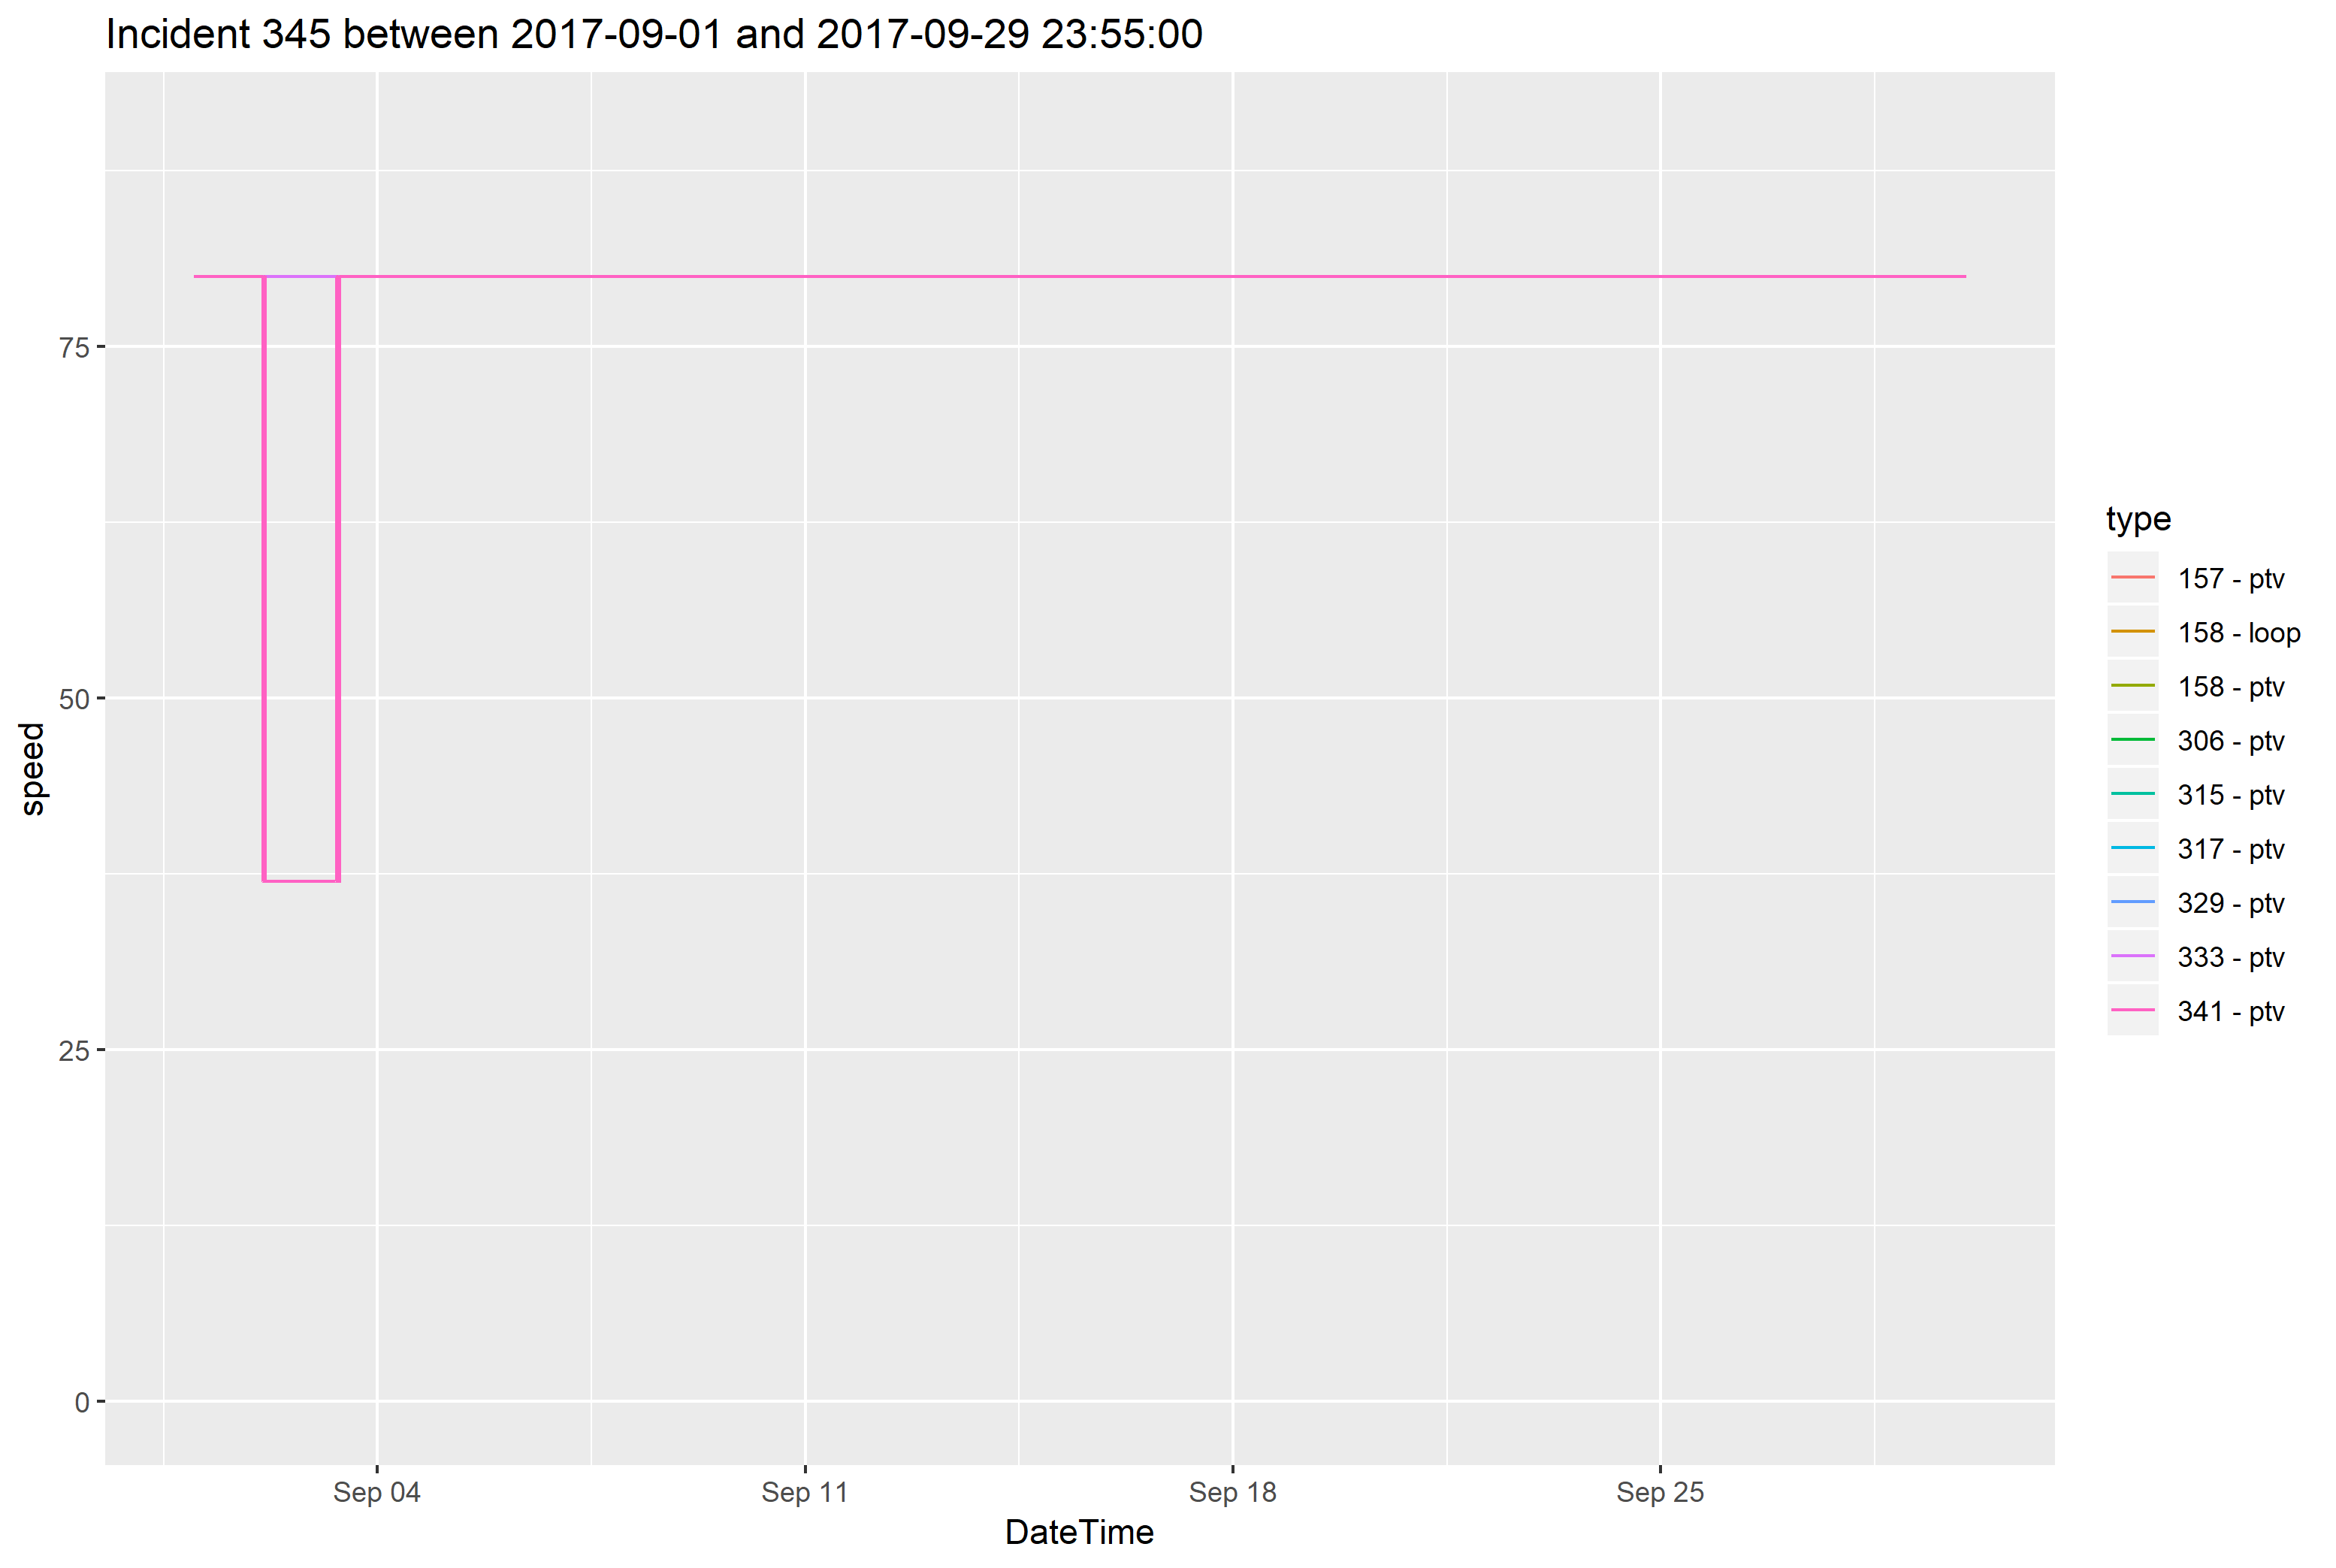 Incident 345 between 2017-09-01 and 2017-09-29 23:55:00
75
50
25
0
speed
Sep 04
Sep 11
Sep 18
Sep 25
DateTime
type
157 - ptv
158 - loop
158 - ptv
306 - ptv
315 - ptv
317 - ptv
329 - ptv
333 - ptv
341 - ptv